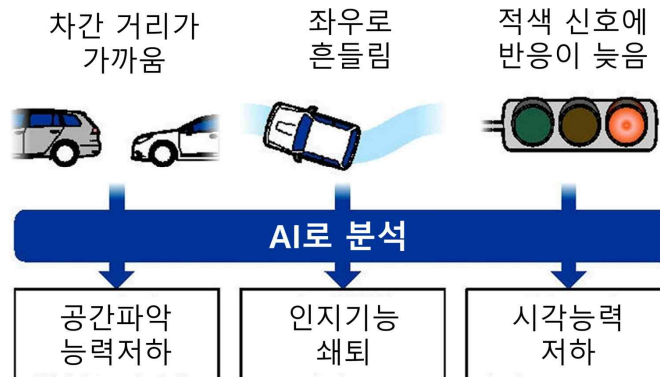 차간 거리가
가까움
좌우로
흔들림
적색 신호에
반응이 늦음
AI로 분석
공간파악
능력저하
인지기능
쇄퇴
시각능력
저하